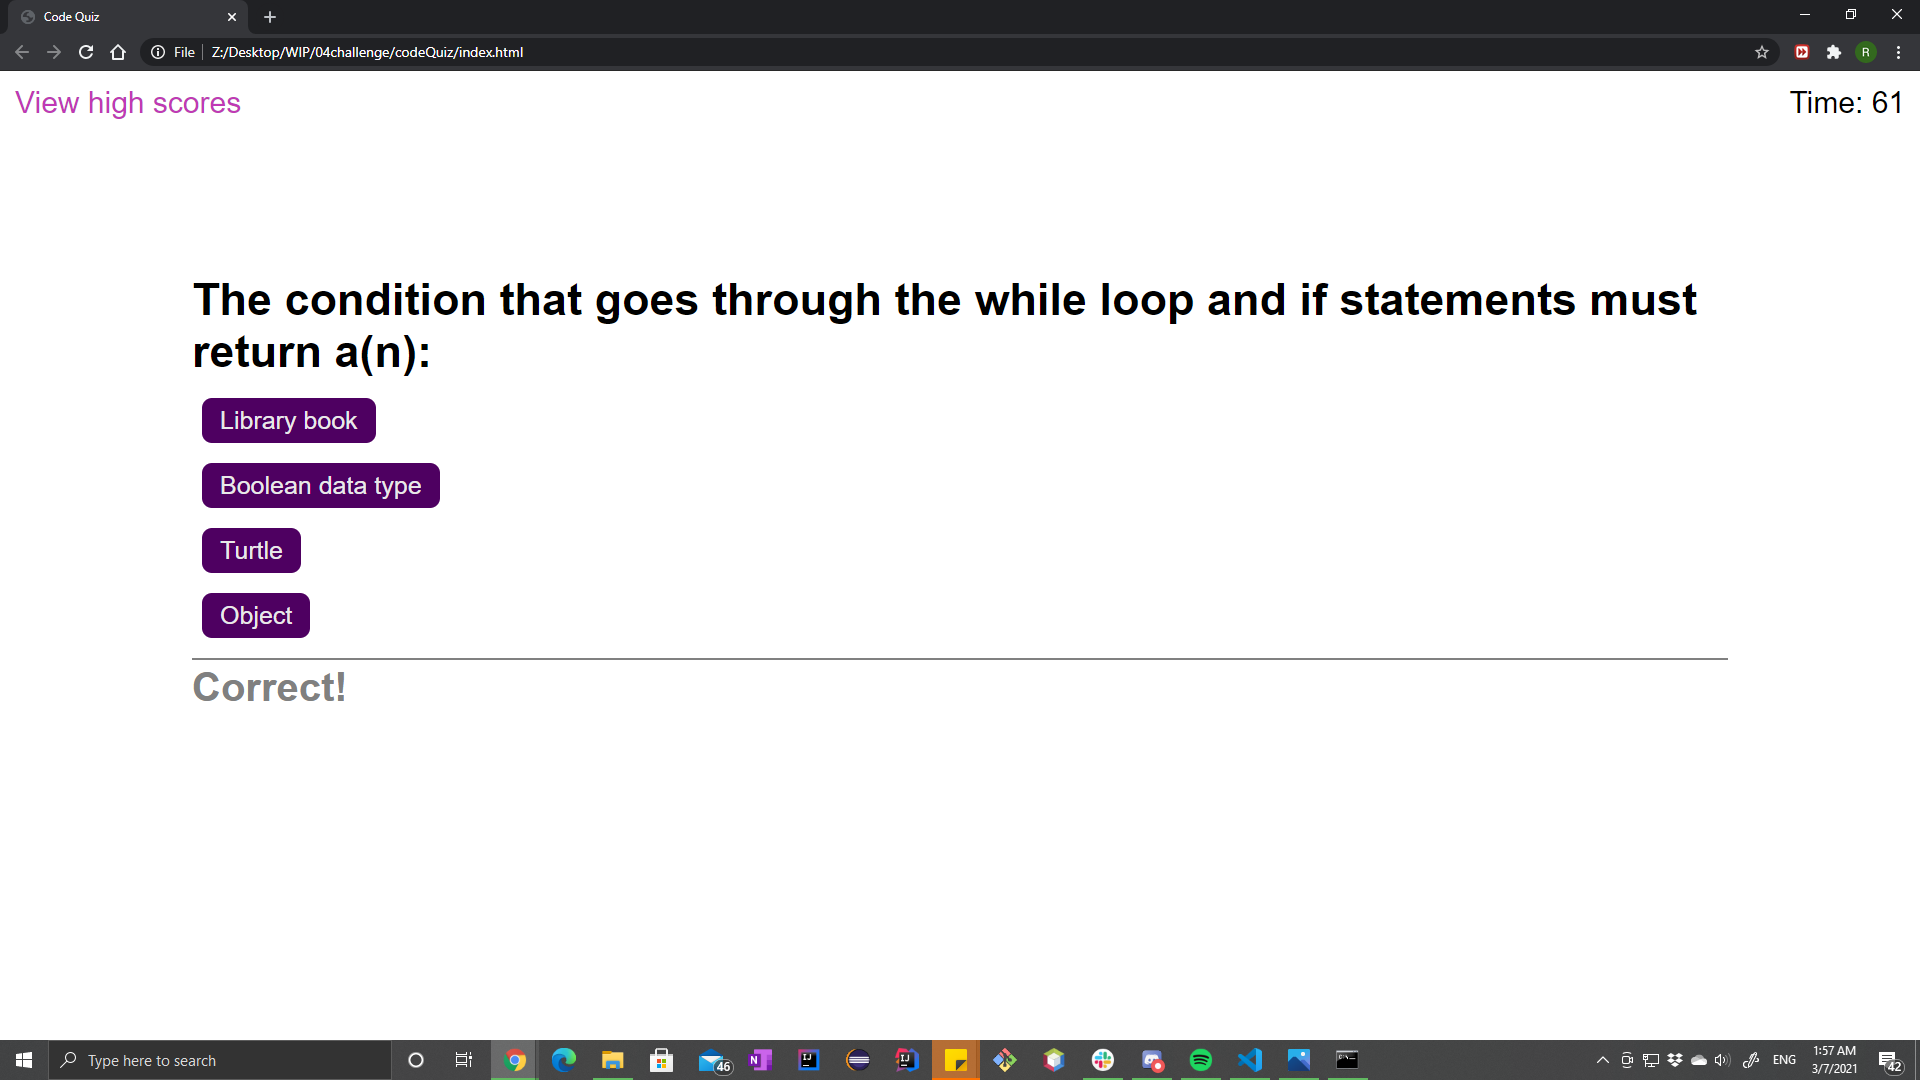 Code Quiz
File Z:/Desktop/WIP/04challenge/codeQuiz/index.html
R
View high scores
Time: 61
The condition that goes through the while loop and if statements must
return a(n):
Library book
Boolean data type
Turtle
Object
Correct!
Type here to search
46
N
IJ
IJ
ENG
1:57 AM
3/7/2021
42